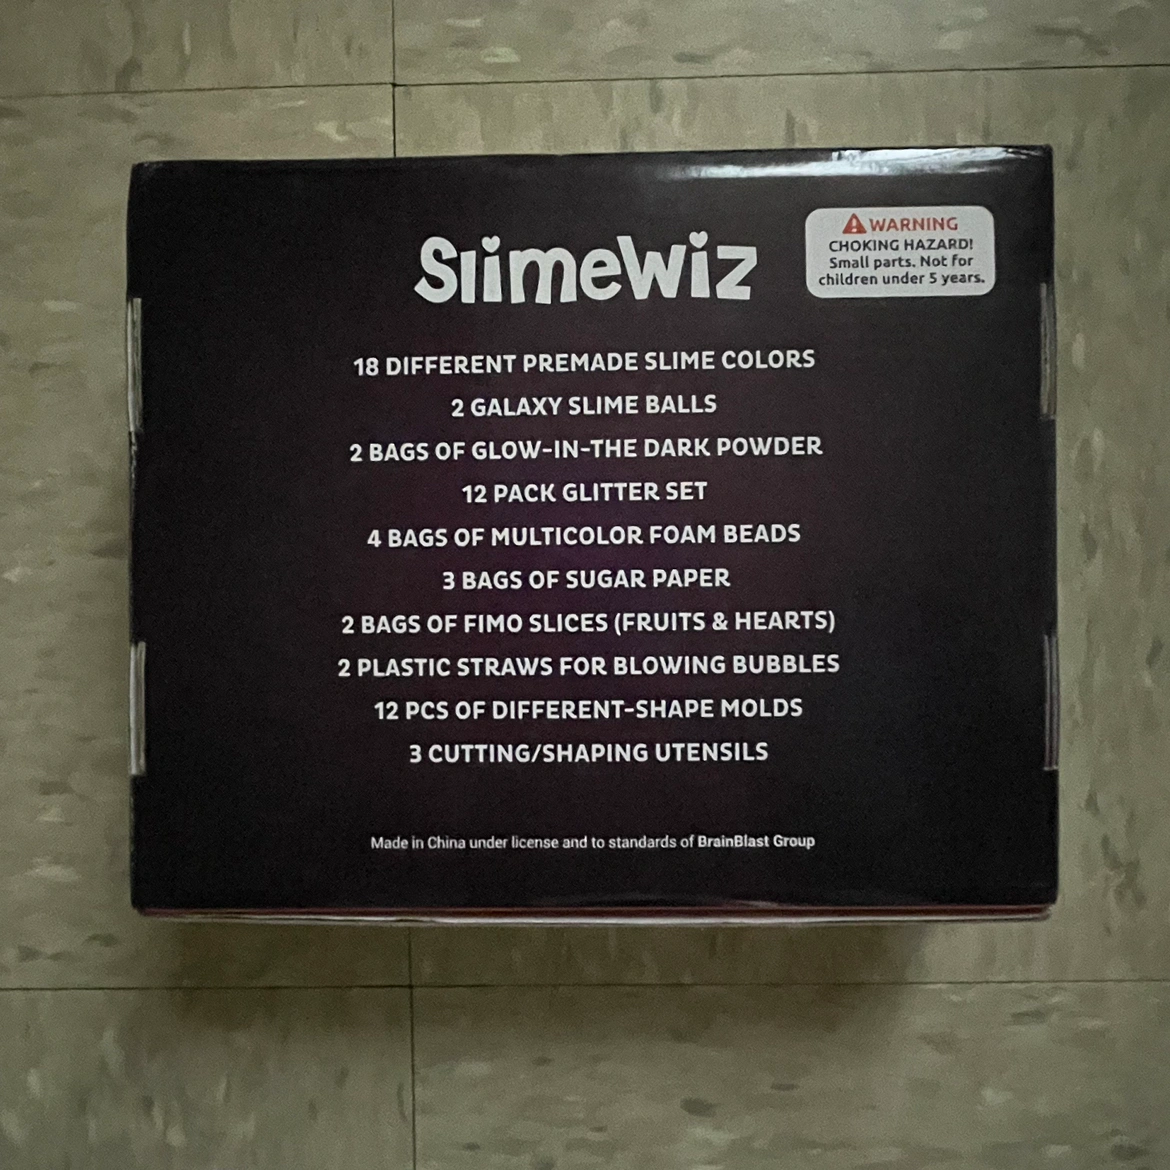 SlimeWiz
WARNING
CHOKING HAZARD!
Small parts. Not for
children under 5 years.
18 DIFFERENT PREMADE SLIME COLORS
2 GALAXY SLIME BALLS
2 BAGS OF GLOW-IN-THE DARK POWDER
12 PACK GLITTER SET
4 BAGS OF MULTICOLOR FOAM BEADS
3 BAGS OF SUGAR PAPER
2 BAGS OF FIMO SLICES (FRUITS & HEARTS)
2 PLASTIC STRAWS FOR BLOWING BUBBLES
12 PCS OF DIFFERENT-SHAPE MOLDS
3 CUTTING/SHAPING UTENSILS
Made in China under license and to standards of BrainBlast Group